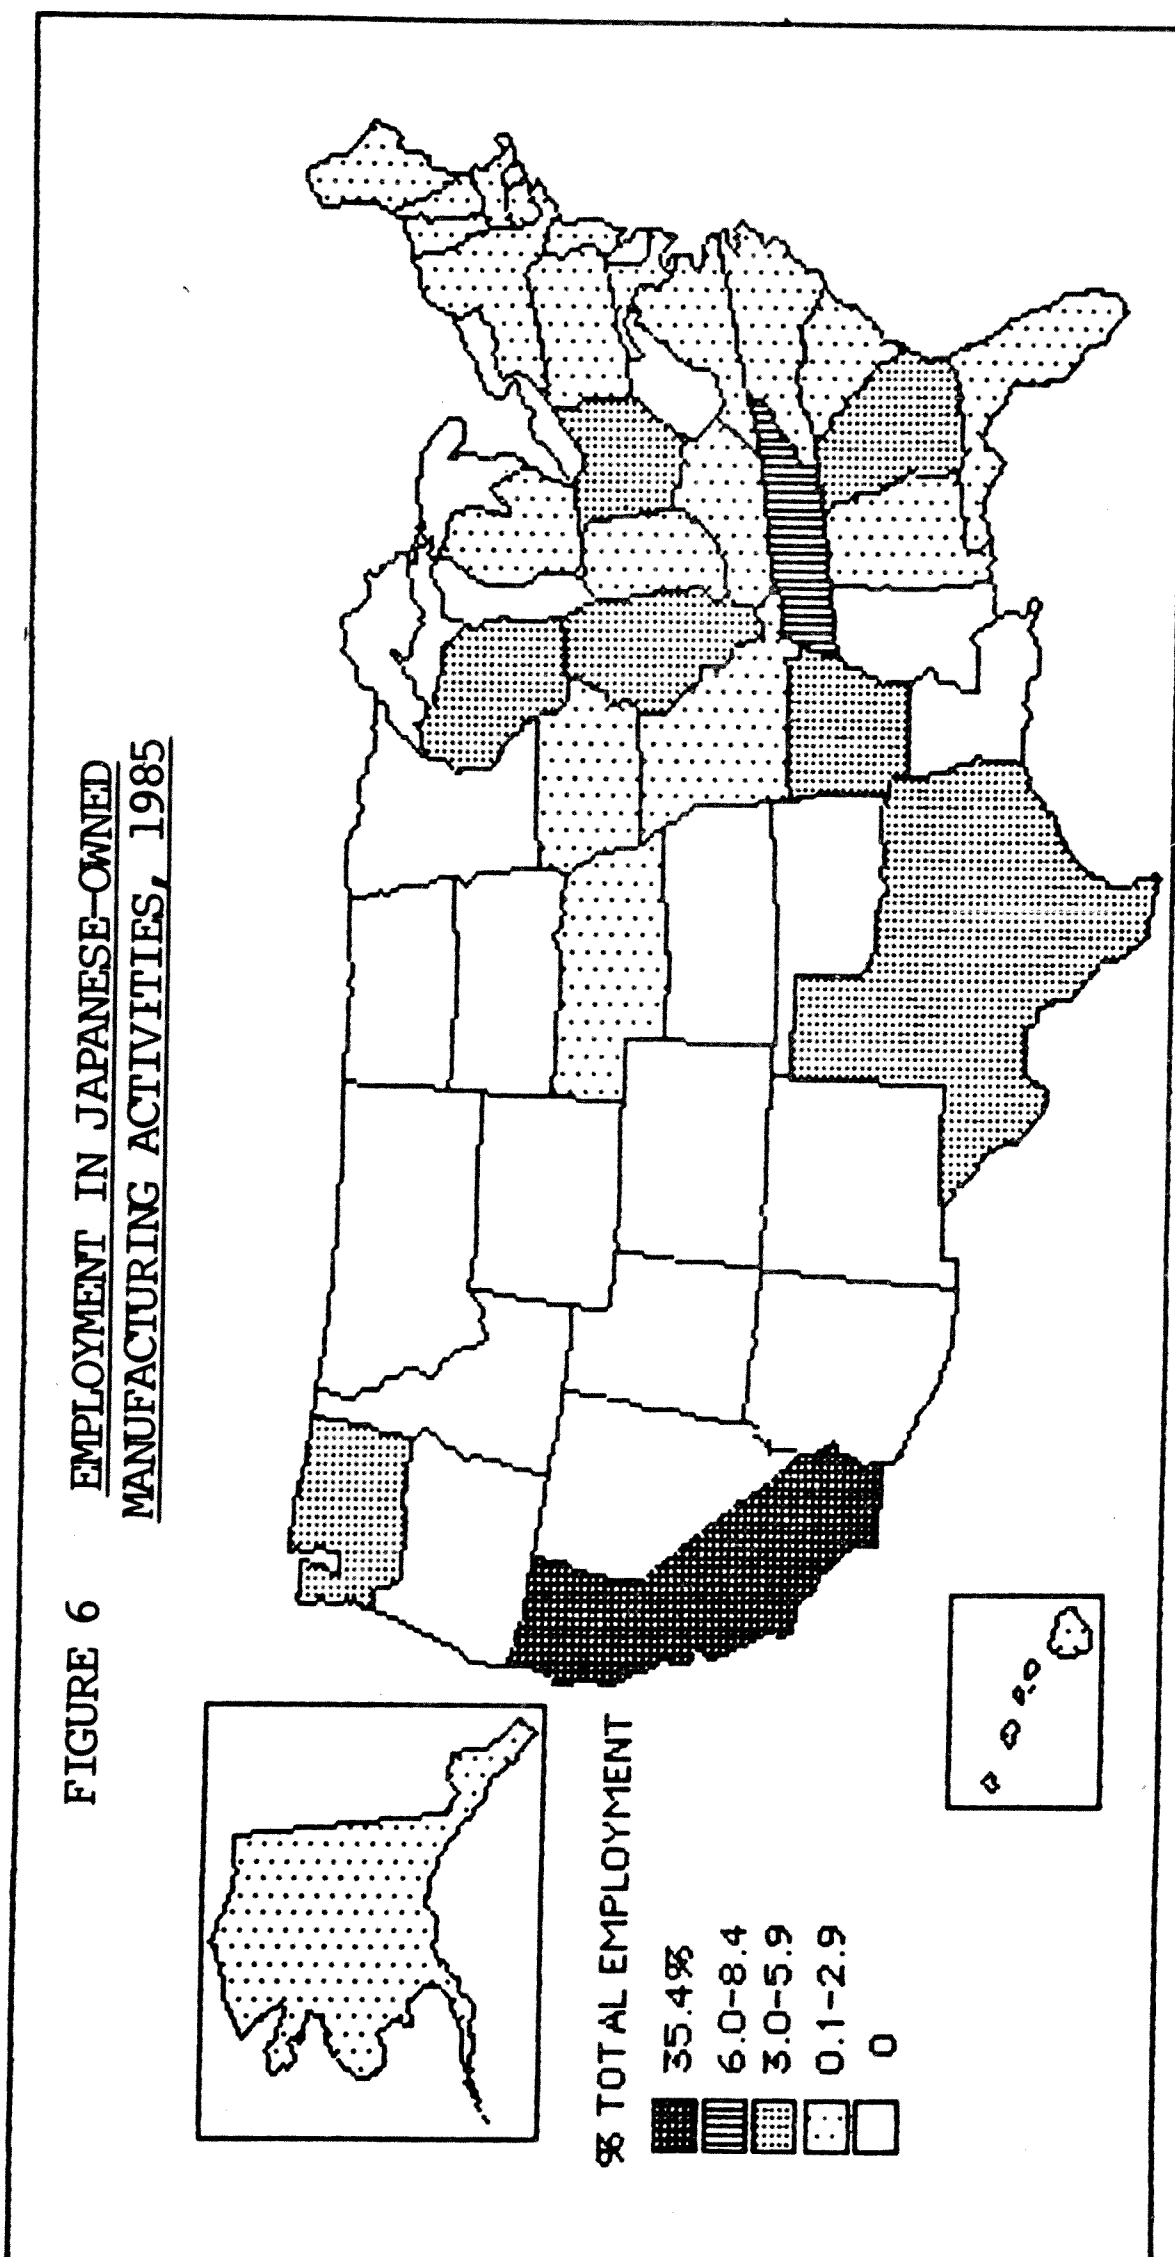 FIGURE 6 EMPLOYMENT IN JAPANESE-OWNED
MANUFACTURING ACTIVITIES, 1985
% TOTAL EMPLOYMENT
35.4%
6.0-8.4
3.0-5.9
0.1-2.9
0